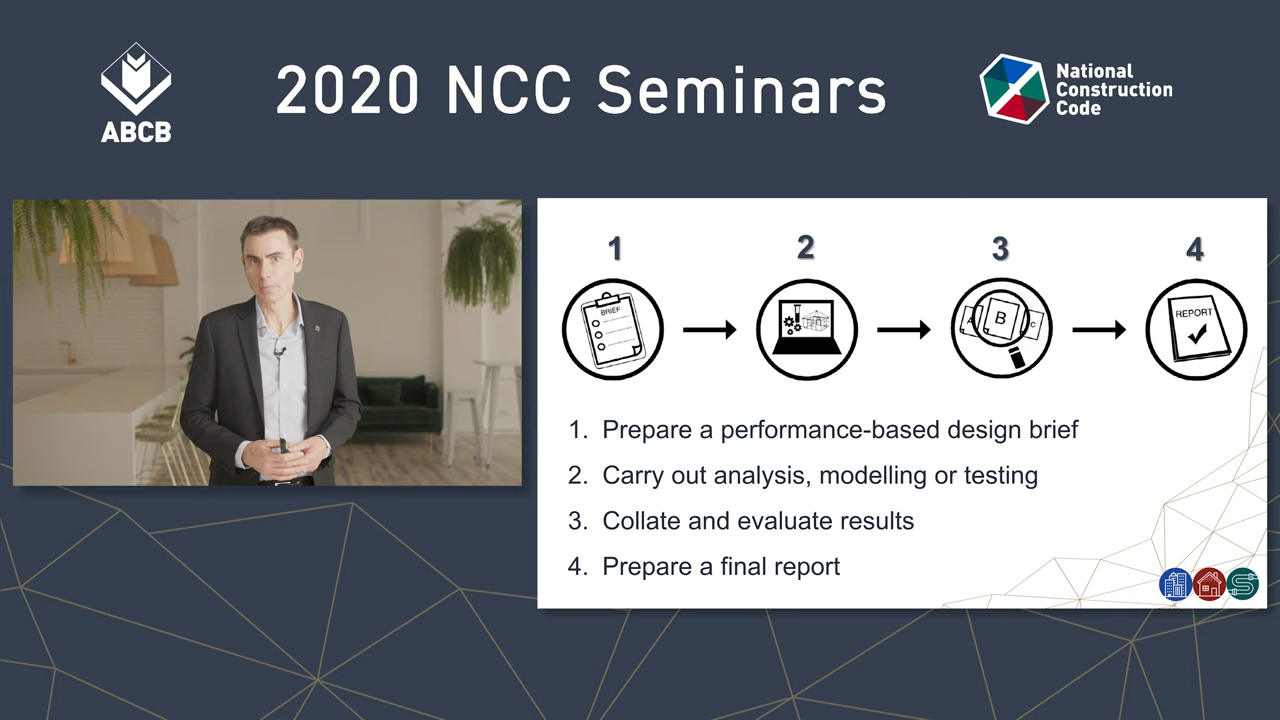 2020 NCC Seminars
ABCB
National
Construction
Code
1
2
3
4
BRIEF
A
B
C
REPORT
1. Prepare a performance-based design brief
2. Carry out analysis, modelling or testing
3. Collate and evaluate results
4. Prepare a final report